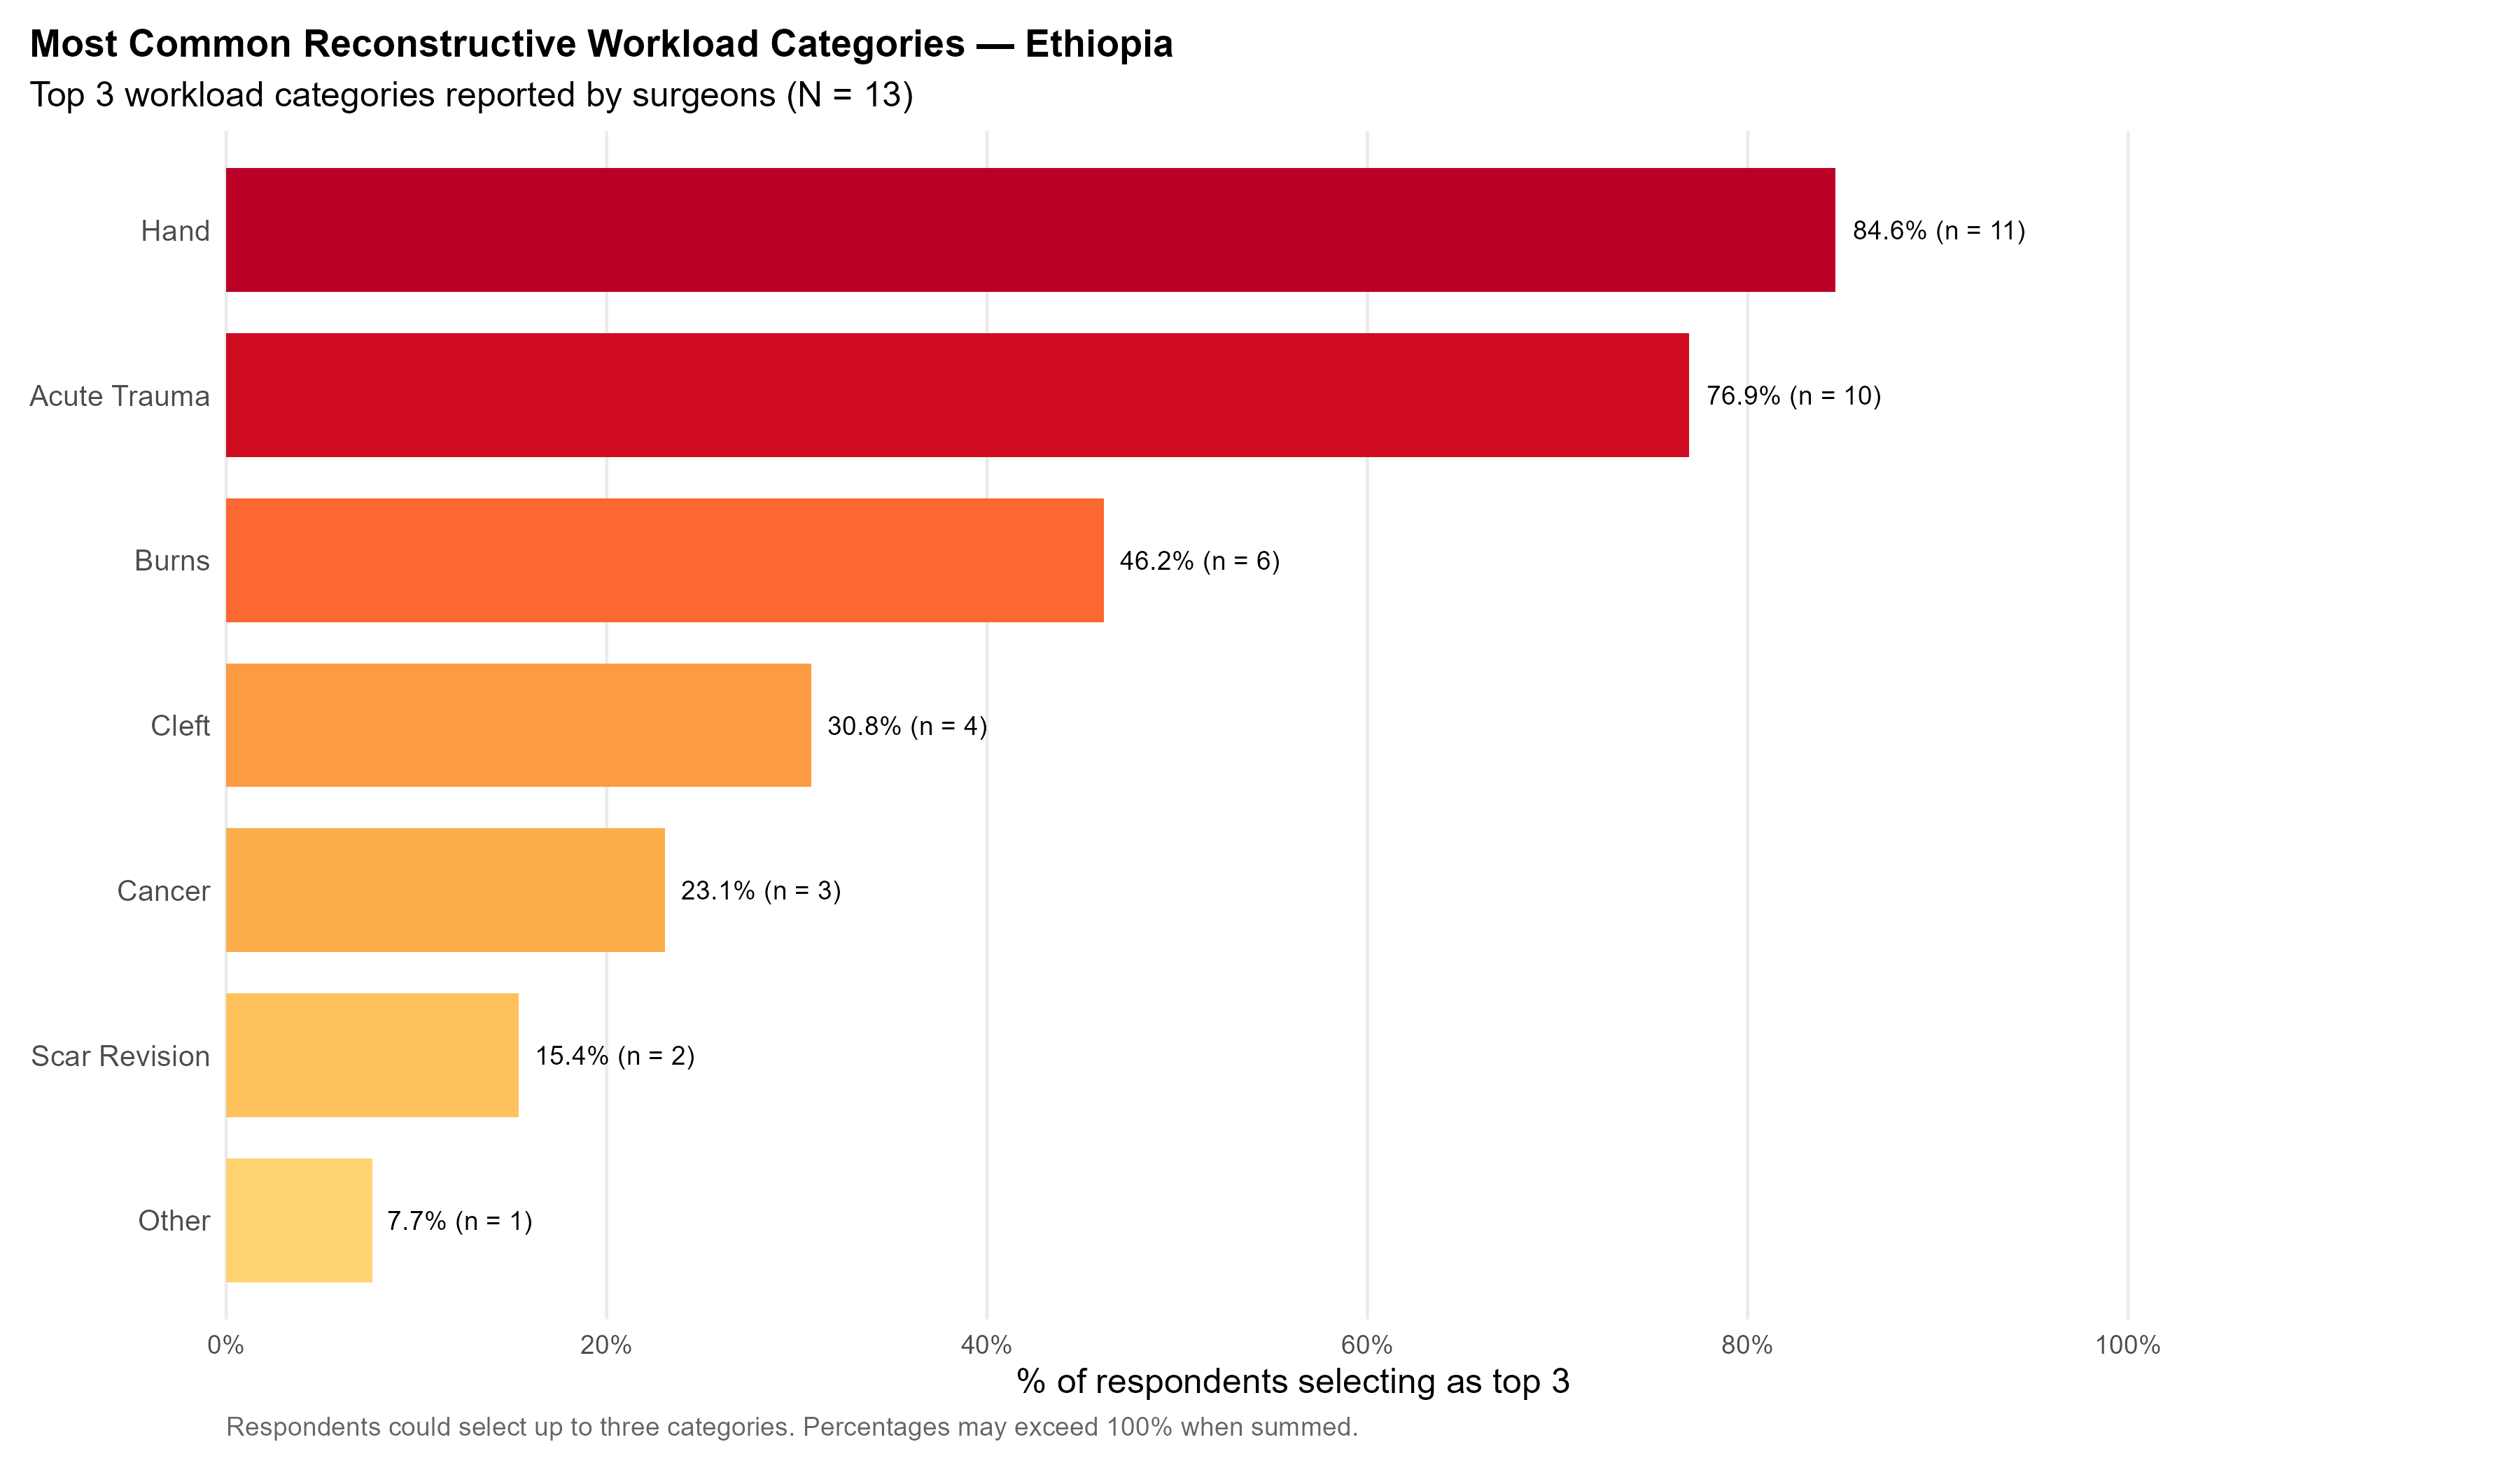 Most Common Reconstructive Workload Categories — Ethiopia
Top 3 workload categories reported by surgeons (N = 13)
Hand
84.6% (n = 11)
Acute Trauma
76.9% (n = 10)
Burns
46.2% (n = 6)
Cleft
30.8% (n = 4)
Cancer
23.1% (n = 3)
Scar Revision
15.4% (n = 2)
Other
7.7% (n = 1)
0% 20% 40% 60% 80% 100%
% of respondents selecting as top 3
Respondents could select up to three categories. Percentages may exceed 100% when summed.